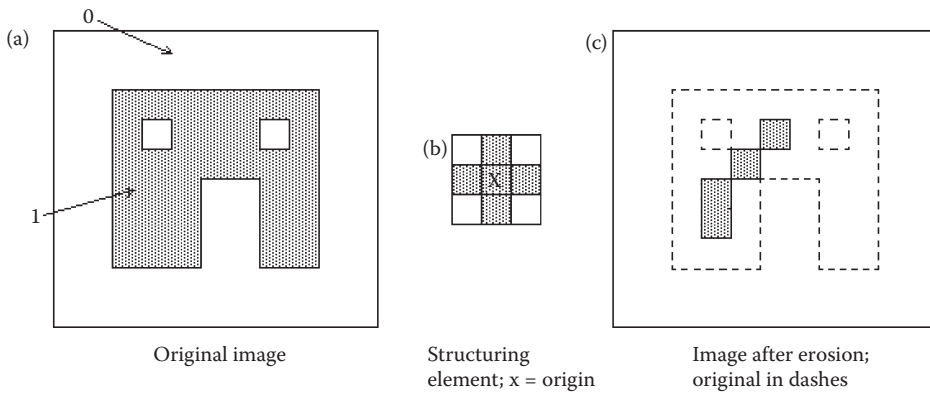 (a)
0
1
Original image
(b)
X
Structuring
element; x = origin
(c)
Image after erosion;
original in dashes